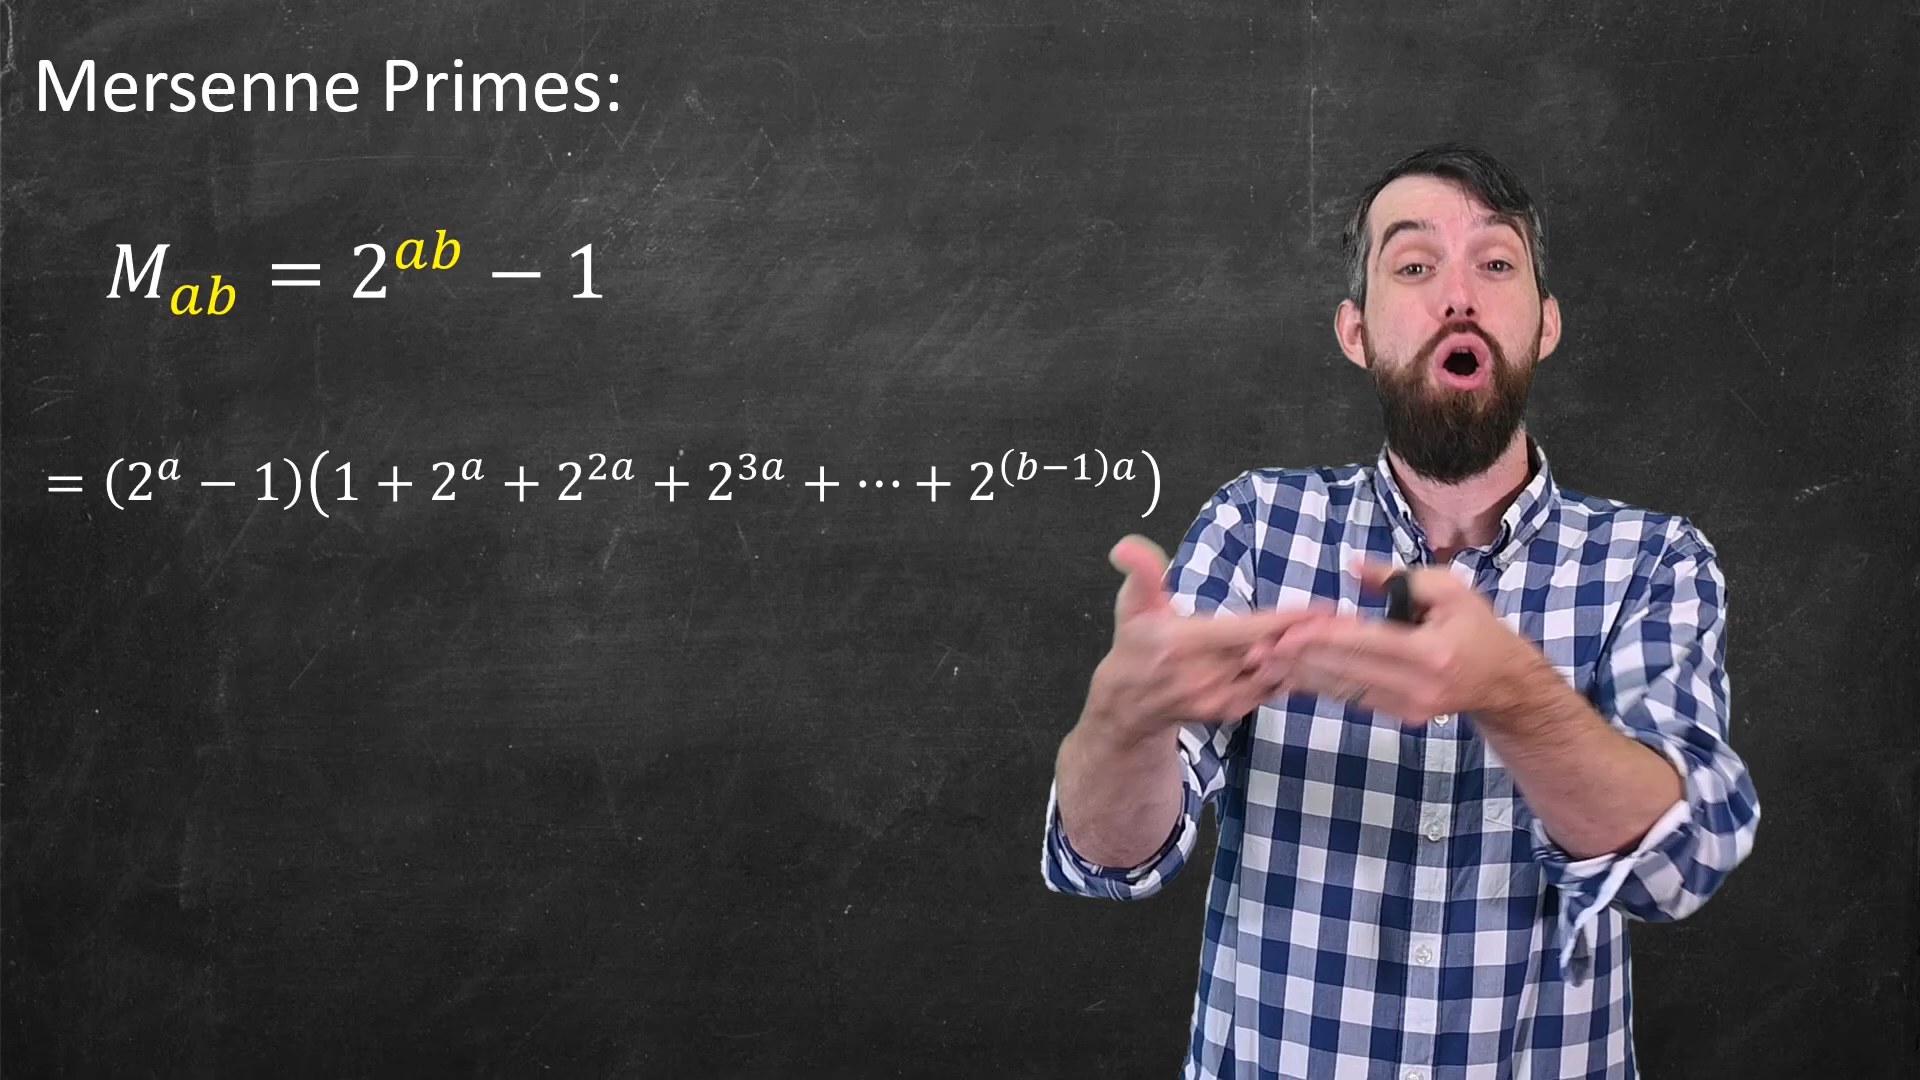 Mersenne Primes:
M_{ab} = 2^{ab} − 1
= (2^a − 1)(1 + 2^a + 2^{2a} + 2^{3a} + ⋯ + 2^{(b−1)a})